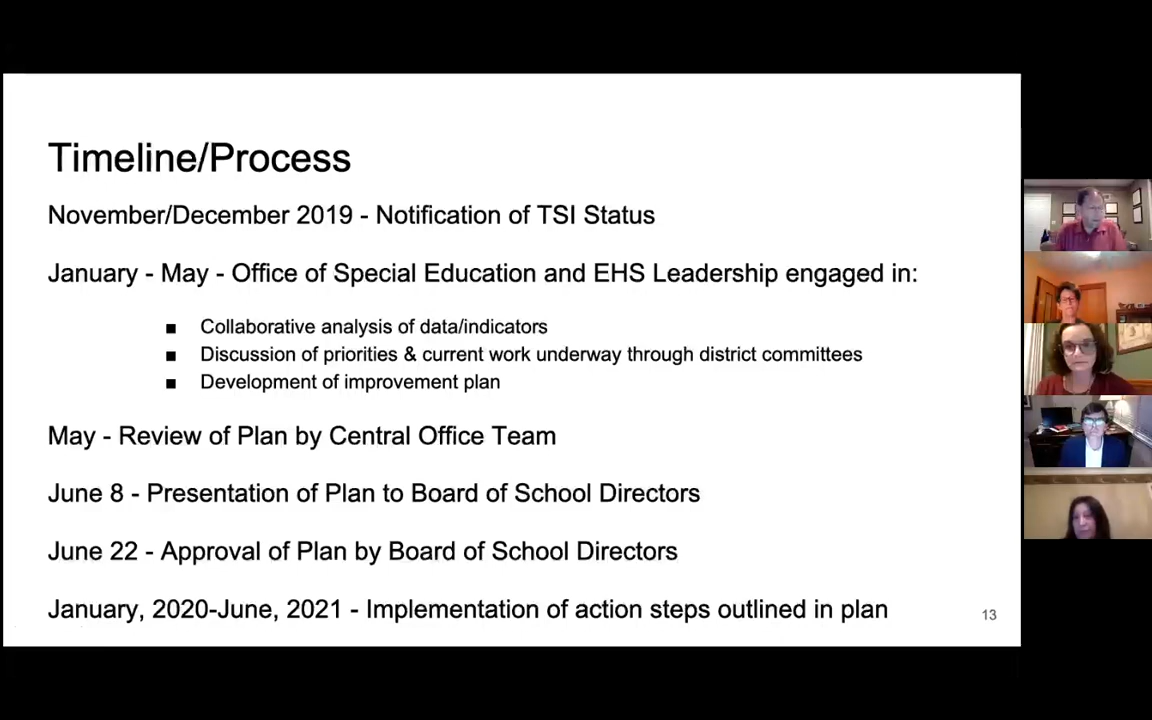 Timeline/Process
November/December 2019 - Notification of TSI Status
January - May - Office of Special Education and EHS Leadership engaged in:
■ Collaborative analysis of data/indicators
■ Discussion of priorities & current work underway through district committees
■ Development of improvement plan
May - Review of Plan by Central Office Team
June 8 - Presentation of Plan to Board of School Directors
June 22 - Approval of Plan by Board of School Directors
January, 2020-June, 2021 - Implementation of action steps outlined in plan
13